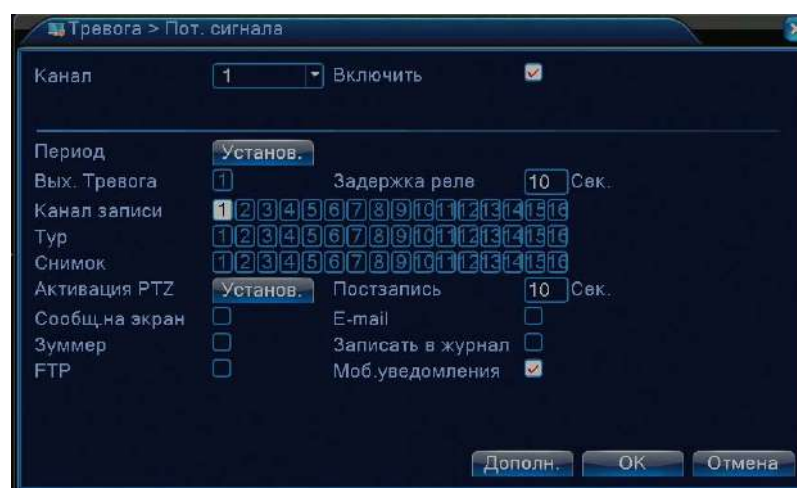 Тревога > Пот. сигнала
Канал 1 Включить
Период Установ.
Вых. Тревога 1 Задержка реле 10 Сек.
Канал записи 1 2 3 4 5 6 7 8 9 10 11 12 13 14 15 16
Тур 1 2 3 4 5 6 7 8 9 10 11 12 13 14 15 16
Снимок 1 2 3 4 5 6 7 8 9 10 11 12 13 14 15 16
Активация PTZ Установ. Постзапись 10 Сек.
Сообщ.на экран E-mail
Зуммер Записать в журнал
FTP Моб.уведомления
Дополн. OK Отмена